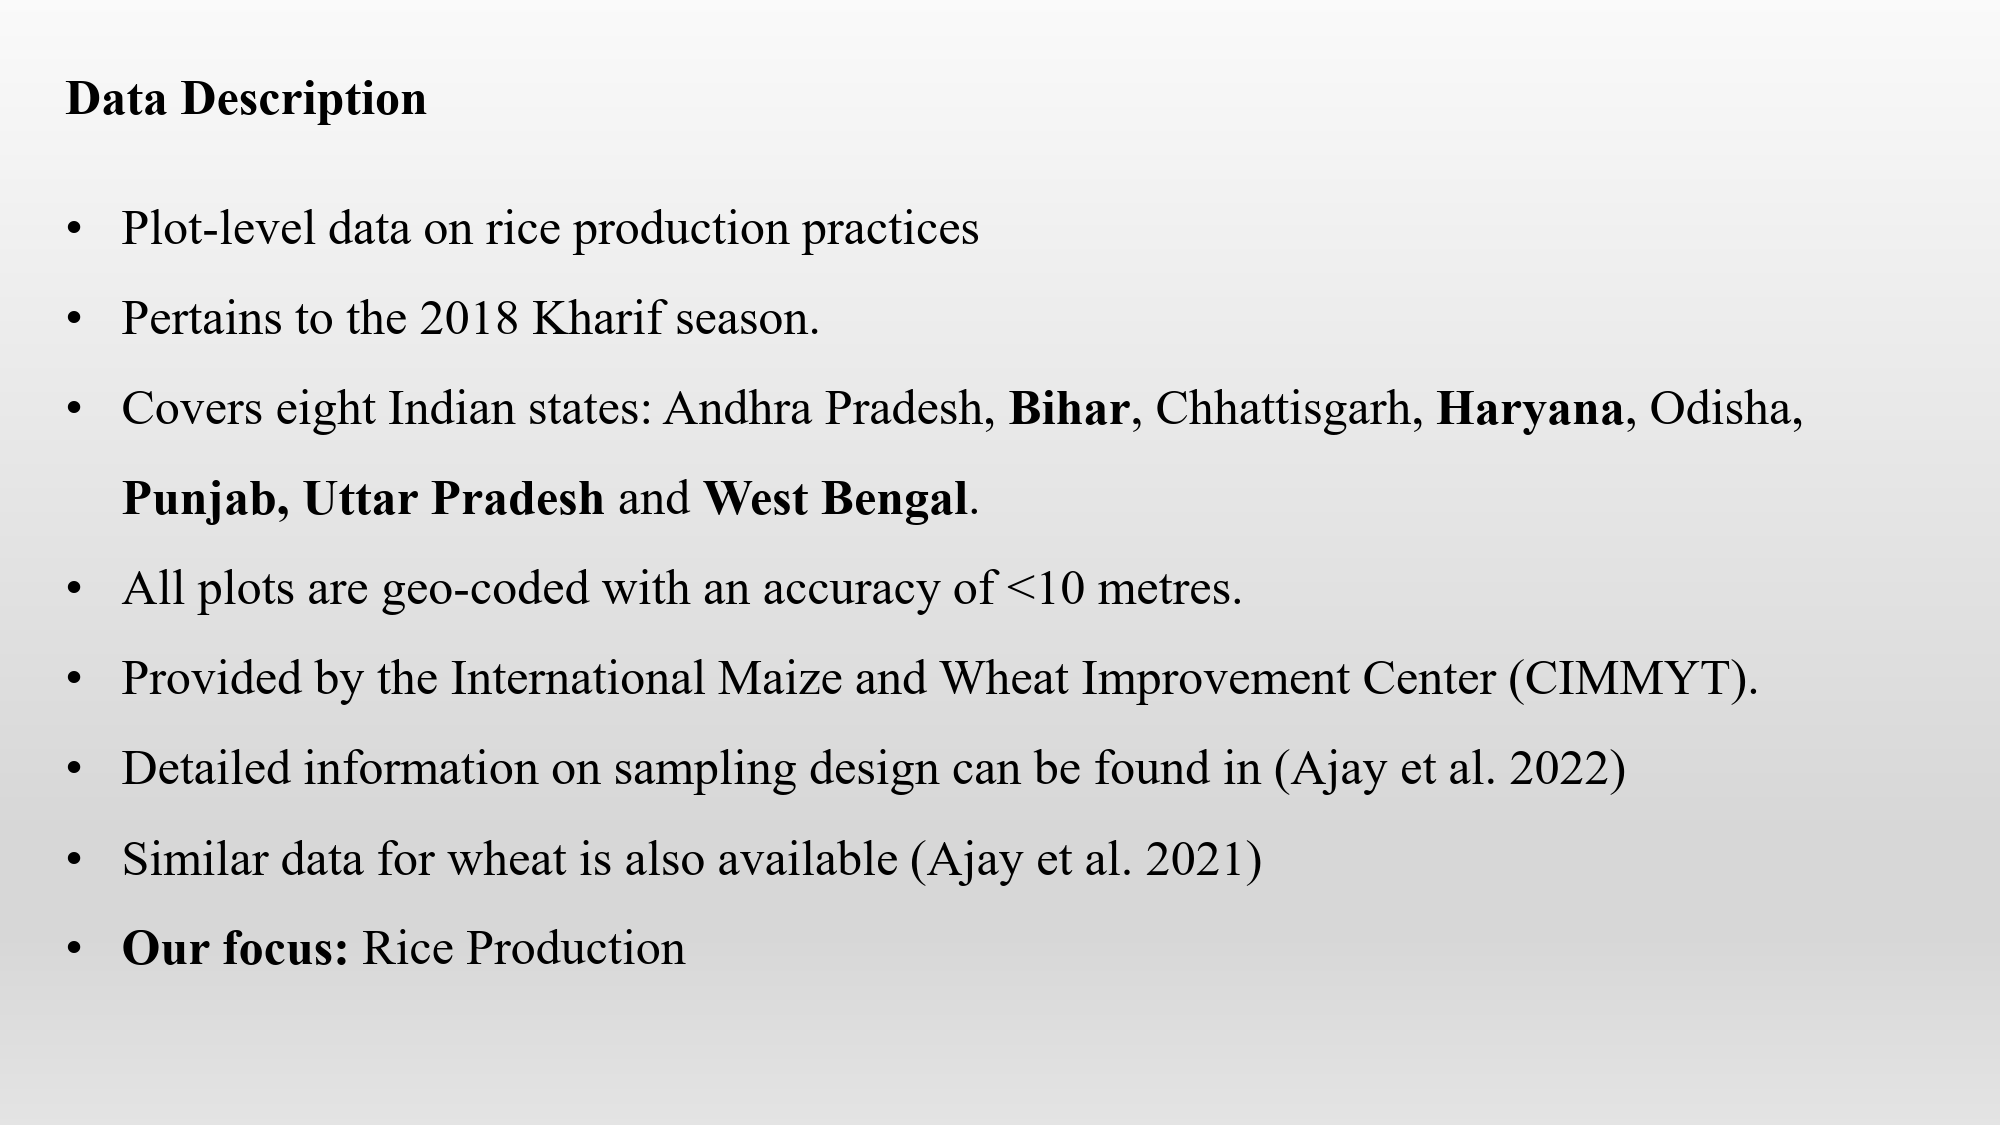 Data Description
• Plot-level data on rice production practices
• Pertains to the 2018 Kharif season.
• Covers eight Indian states: Andhra Pradesh, Bihar, Chhattisgarh, Haryana, Odisha,
Punjab, Uttar Pradesh and West Bengal.
• All plots are geo-coded with an accuracy of <10 metres.
• Provided by the International Maize and Wheat Improvement Center (CIMMYT).
• Detailed information on sampling design can be found in (Ajay et al. 2022)
• Similar data for wheat is also available (Ajay et al. 2021)
• Our focus: Rice Production